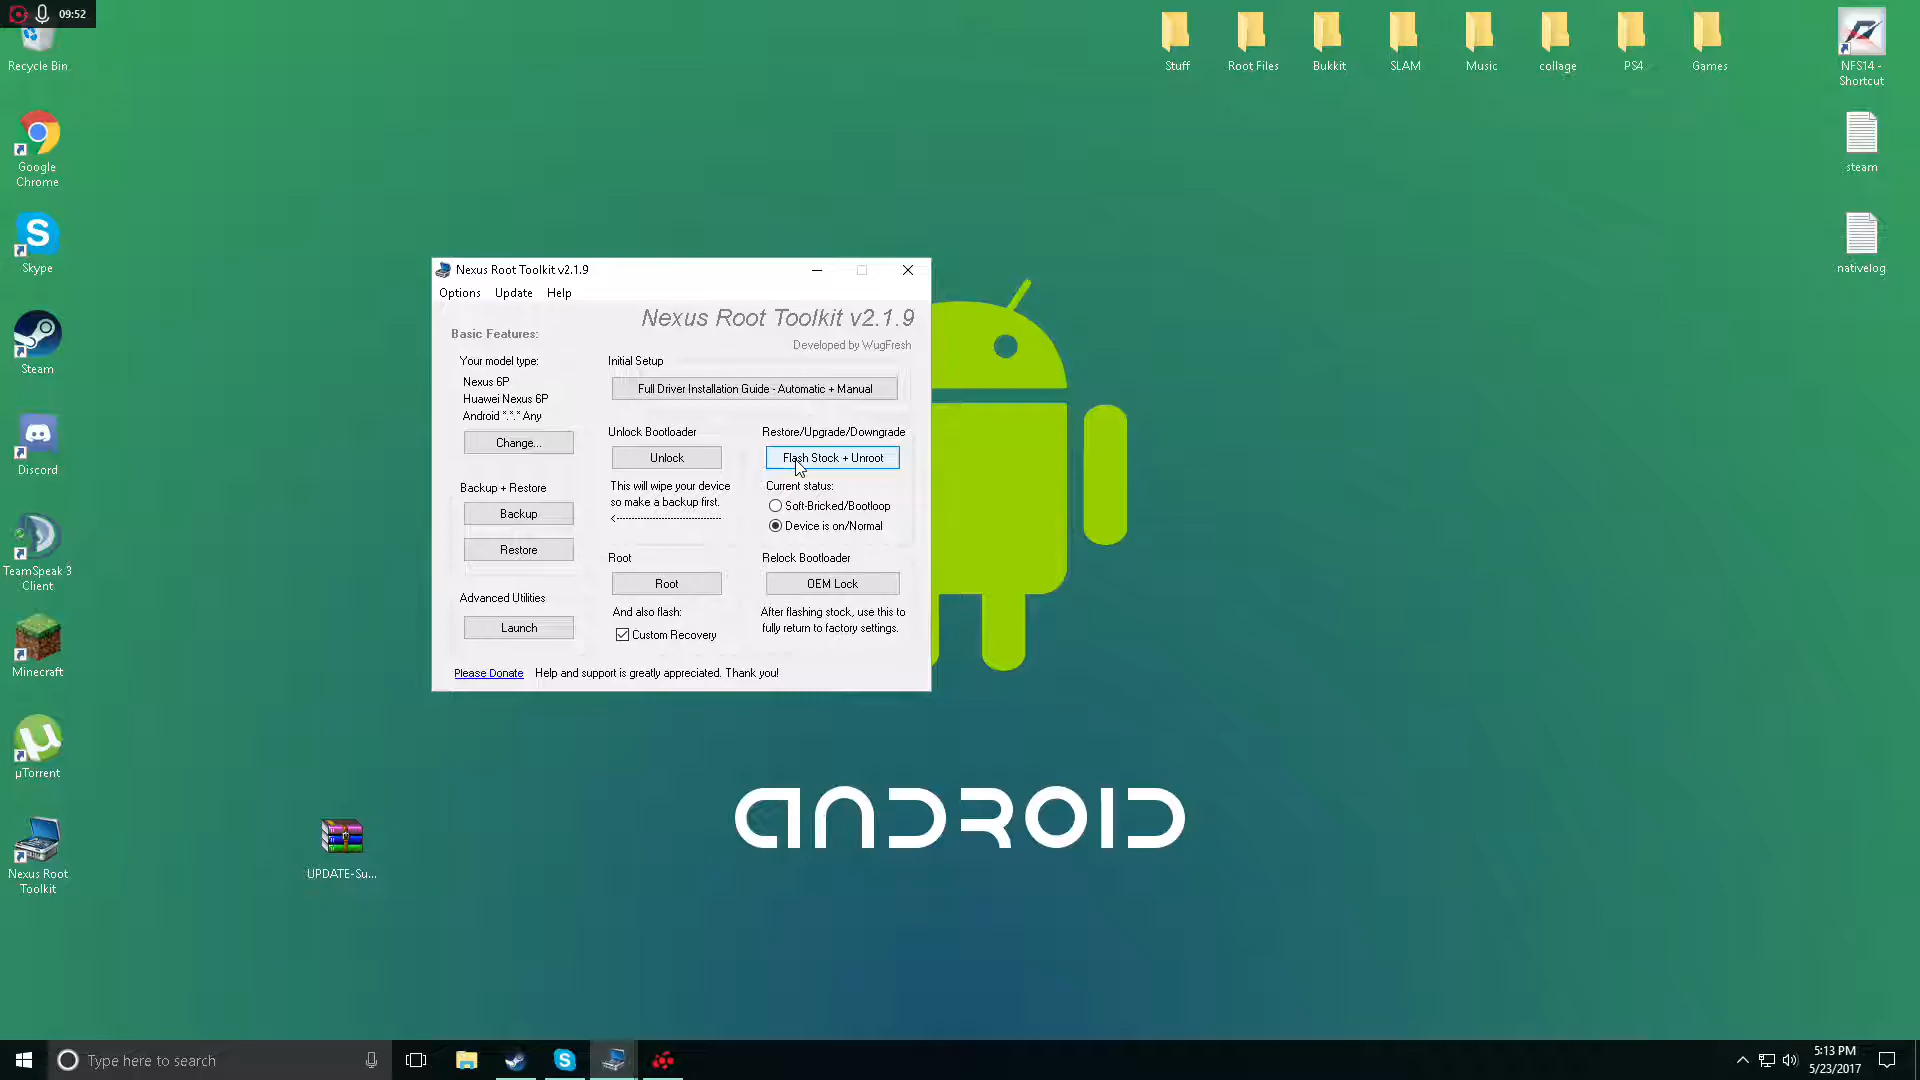 09:52
Recycle Bin
Google
Chrome
Skype
Steam
Discord
TeamSpeak 3
Client
Minecraft
µTorrent
Nexus Root
Toolkit
UPDATE-Su...
Stuff
Root Files
Bukkit
SLAM
Music
collage
PS4
Games
NFS14 -
Shortcut
steam
nativelog
Nexus Root Toolkit v2.1.9
Options Update Help
Nexus Root Toolkit v2.1.9
Developed by WugFresh
Basic Features:
Your model type:
Nexus 6P
Huawei Nexus 6P
Android *.*.* Any
Change...
Backup + Restore
Backup
Restore
Advanced Utilities
Launch
Initial Setup
Full Driver Installation Guide - Automatic + Manual
Unlock Bootloader
Unlock
This will wipe your device
so make a backup first.
<--------------------------------
Root
Root
And also flash:
Custom Recovery
Restore/Upgrade/Downgrade
Flash Stock + Unroot
Current status:
Soft-Bricked/Bootloop
Device is on/Normal
Relock Bootloader
OEM Lock
After flashing stock, use this to
fully return to factory settings.
Please Donate Help and support is greatly appreciated. Thank you!
ANDROID
Type here to search
5:13 PM
5/23/2017